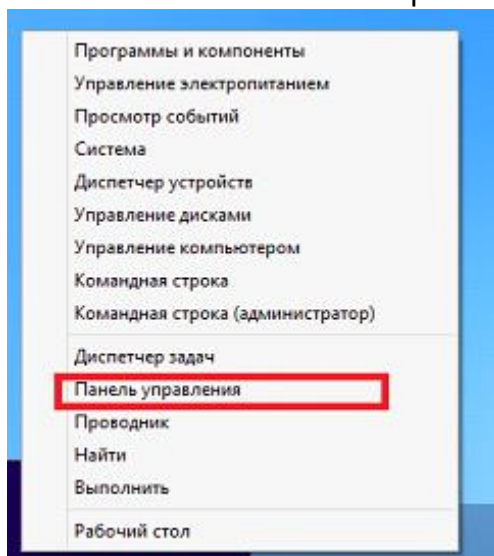 Программы и компоненты
Управление электропитанием
Просмотр событий
Система
Диспетчер устройств
Управление дисками
Управление компьютером
Командная строка
Командная строка (администратор)
Диспетчер задач
Панель управления
Проводник
Найти
Выполнить
Рабочий стол